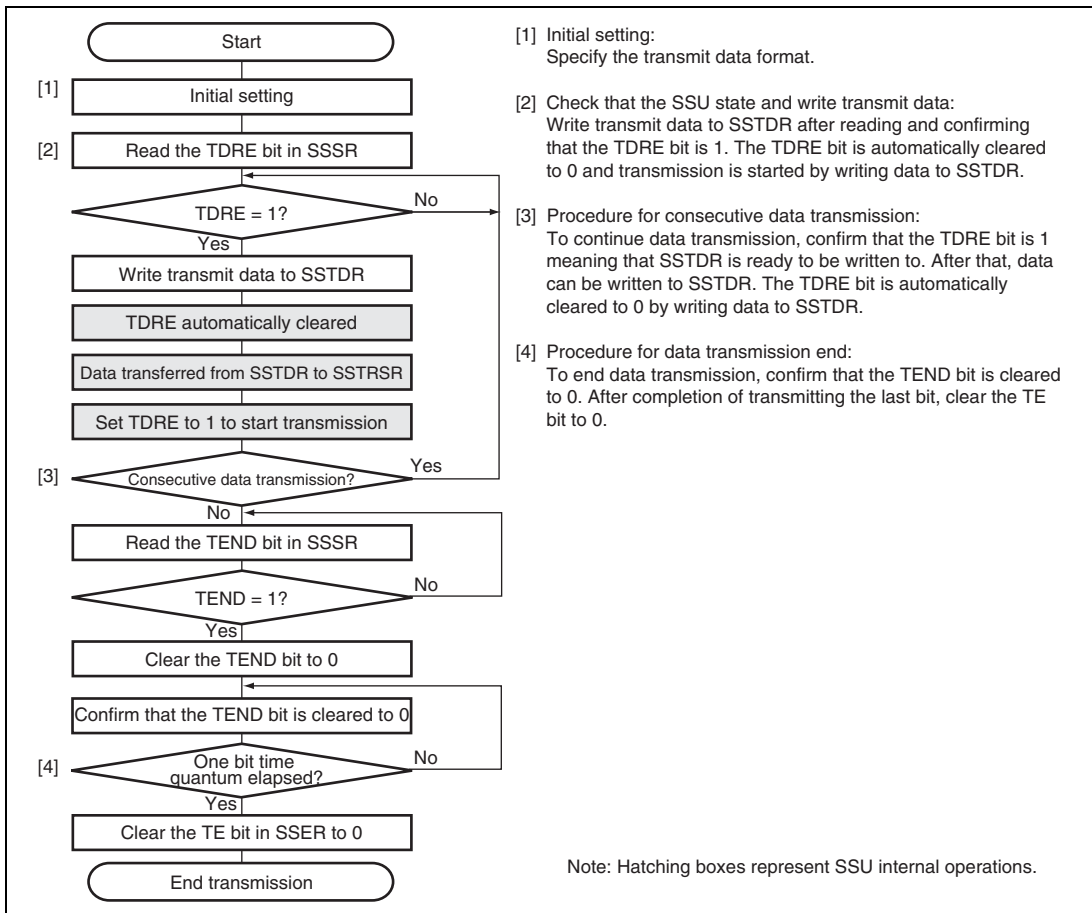 Start
[1]
Initial setting
[2]
Read the TDRE bit in SSSR
TDRE = 1?
No
Yes
Write transmit data to SSTDR
TDRE automatically cleared
Data transferred from SSTDR to SSTRSR
Set TDRE to 1 to start transmission
[3]
Consecutive data transmission?
Yes
No
Read the TEND bit in SSSR
TEND = 1?
No
Yes
Clear the TEND bit to 0
Confirm that the TEND bit is cleared to 0
[4]
One bit time
quantum elapsed?
No
Yes
Clear the TE bit in SSER to 0
End transmission
[1] Initial setting:
Specify the transmit data format.
[2] Check that the SSU state and write transmit data:
Write transmit data to SSTDR after reading and confirming
that the TDRE bit is 1. The TDRE bit is automatically cleared
to 0 and transmission is started by writing data to SSTDR.
[3] Procedure for consecutive data transmission:
To continue data transmission, confirm that the TDRE bit is 1
meaning that SSTDR is ready to be written to. After that, data
can be written to SSTDR. The TDRE bit is automatically
cleared to 0 by writing data to SSTDR.
[4] Procedure for data transmission end:
To end data transmission, confirm that the TEND bit is cleared
to 0. After completion of transmitting the last bit, clear the TE
bit to 0.
Note: Hatching boxes represent SSU internal operations.